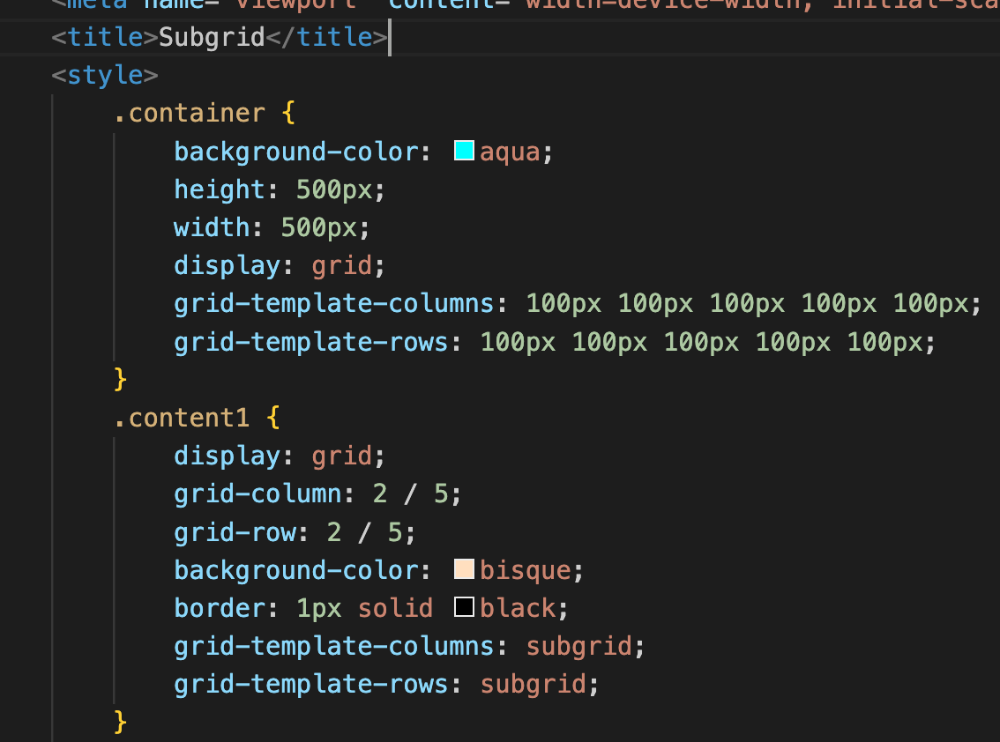 <meta name="viewport" content="width=device-width, initial-sca
<title>Subgrid</title>
<style>
.container {
background-color: aqua;
height: 500px;
width: 500px;
display: grid;
grid-template-columns: 100px 100px 100px 100px 100px;
grid-template-rows: 100px 100px 100px 100px 100px;
}
.content1 {
display: grid;
grid-column: 2 / 5;
grid-row: 2 / 5;
background-color: bisque;
border: 1px solid black;
grid-template-columns: subgrid;
grid-template-rows: subgrid;
}